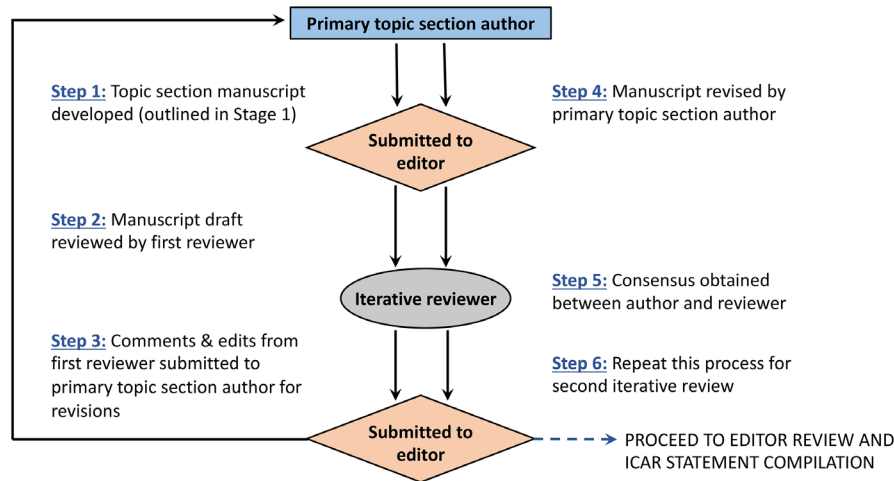 Primary topic section author
Step 1: Topic section manuscript
developed (outlined in Stage 1)
Step 4: Manuscript revised by
primary topic section author
Submitted to
editor
Step 2: Manuscript draft
reviewed by first reviewer
Iterative reviewer
Step 5: Consensus obtained
between author and reviewer
Step 3: Comments & edits from
first reviewer submitted to
primary topic section author for
revisions
Step 6: Repeat this process for
second iterative review
Submitted to
editor
PROCEED TO EDITOR REVIEW AND
ICAR STATEMENT COMPILATION